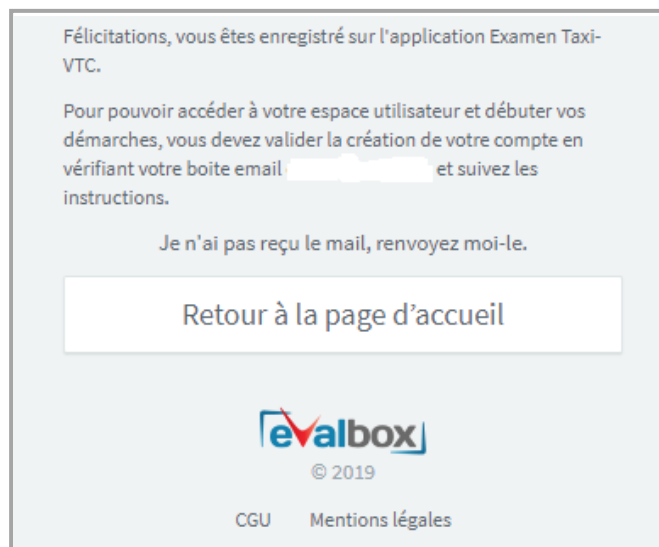 Félicitations, vous êtes enregistré sur l'application Examen Taxi-
VTC.
Pour pouvoir accéder à votre espace utilisateur et débuter vos
démarches, vous devez valider la création de votre compte en
vérifiant votre boite email et suivez les
instructions.
Je n'ai pas reçu le mail, renvoyez moi-le.
Retour à la page d’accueil
evalbox
© 2019
CGU Mentions légales